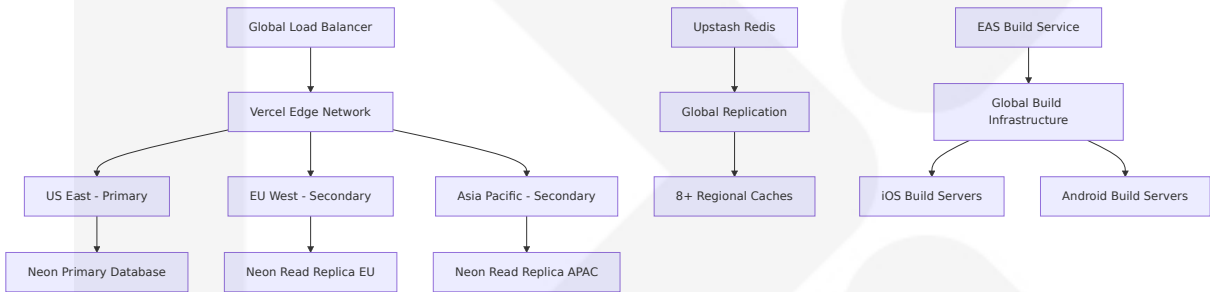 Global Load Balancer
Upstash Redis
EAS Build Service
Vercel Edge Network
Global Replication
Global Build
Infrastructure
US East - Primary
EU West - Secondary
Asia Pacific - Secondary
8+ Regional Caches
iOS Build Servers
Android Build Servers
Neon Primary Database
Neon Read Replica EU
Neon Read Replica APAC